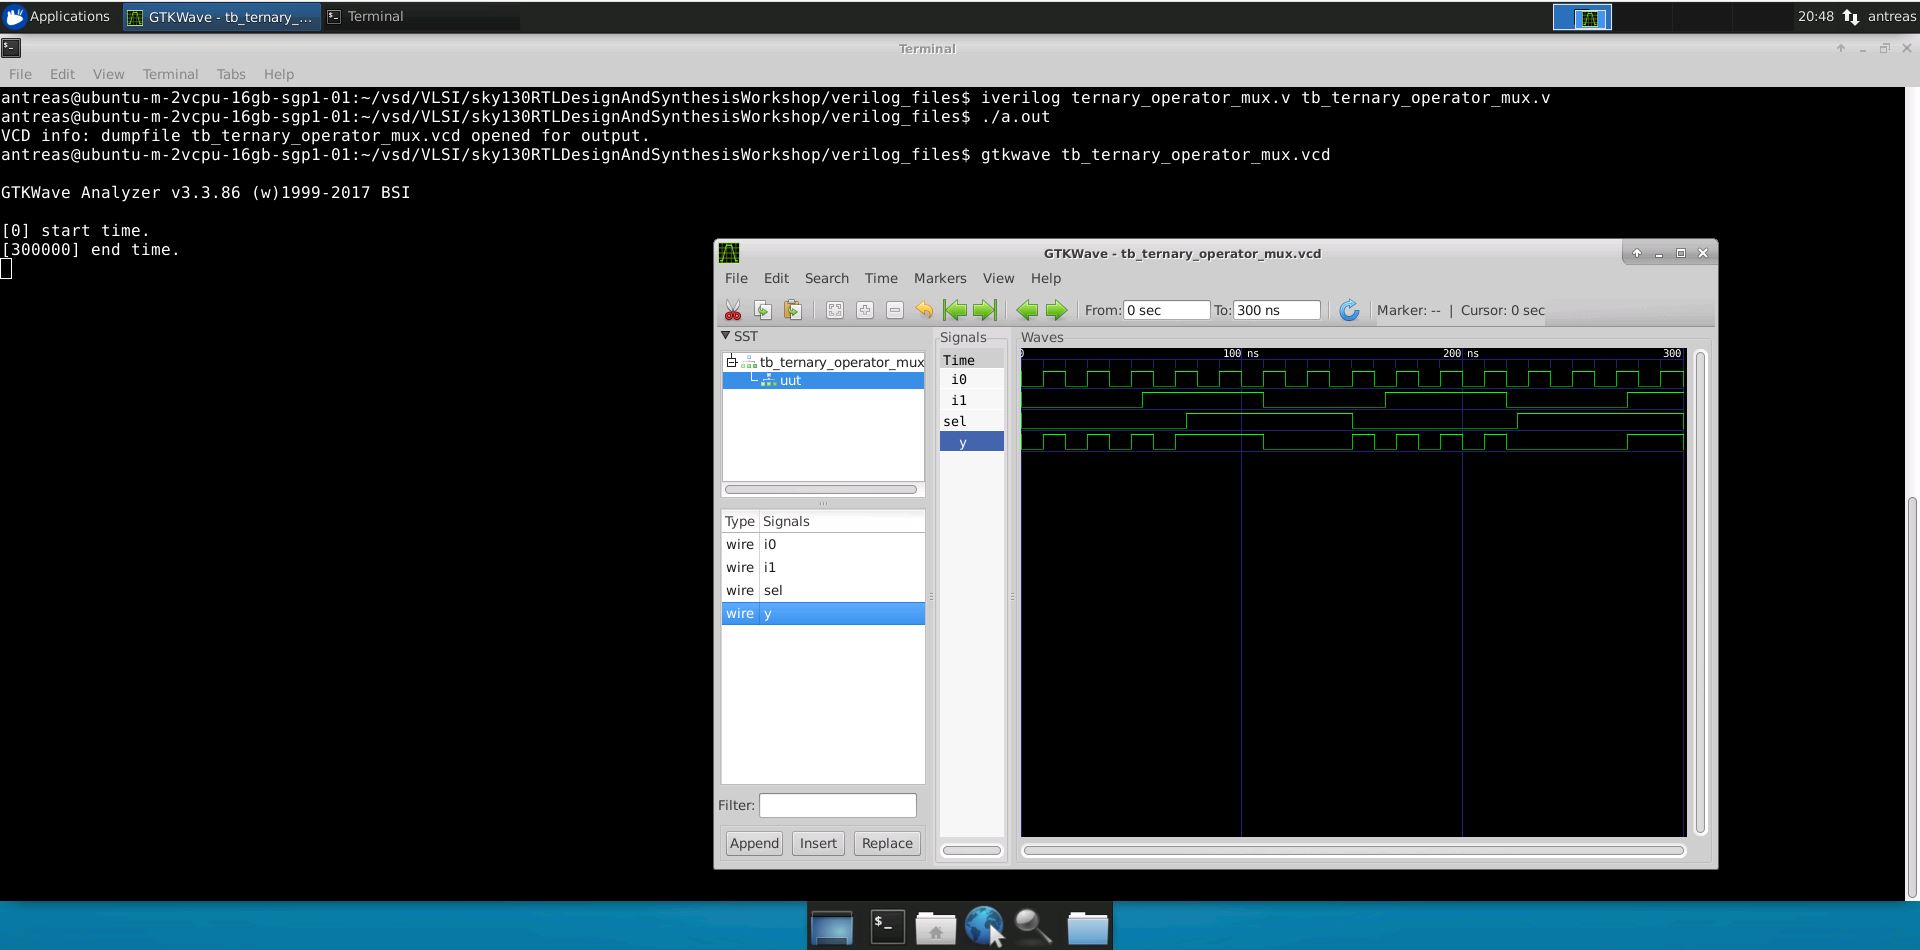 Applications GTKWave - tb_ternary_... Terminal 20:48 antreas
Terminal
File Edit View Terminal Tabs Help
antreas@ubuntu-m-2vcpu-16gb-sgp1-01:~/vsd/VLSI/sky130RTLDesignAndSynthesisWorkshop/verilog_files$ iverilog ternary_operator_mux.v tb_ternary_operator_mux.v
antreas@ubuntu-m-2vcpu-16gb-sgp1-01:~/vsd/VLSI/sky130RTLDesignAndSynthesisWorkshop/verilog_files$ ./a.out
VCD info: dumpfile tb_ternary_operator_mux.vcd opened for output.
antreas@ubuntu-m-2vcpu-16gb-sgp1-01:~/vsd/VLSI/sky130RTLDesignAndSynthesisWorkshop/verilog_files$ gtkwave tb_ternary_operator_mux.vcd
GTKWave Analyzer v3.3.86 (w)1999-2017 BSI
[0] start time.
[300000] end time.
GTKWave - tb_ternary_operator_mux.vcd
File Edit Search Time Markers View Help
From: 0 sec To: 300 ns Marker: -- | Cursor: 0 sec
SST
tb_ternary_operator_mux
uut
Type Signals
wire i0
wire i1
wire sel
wire y
Filter:
Append Insert Replace
Signals
Time
i0
i1
sel
y
Waves
0 100 ns 200 ns 300